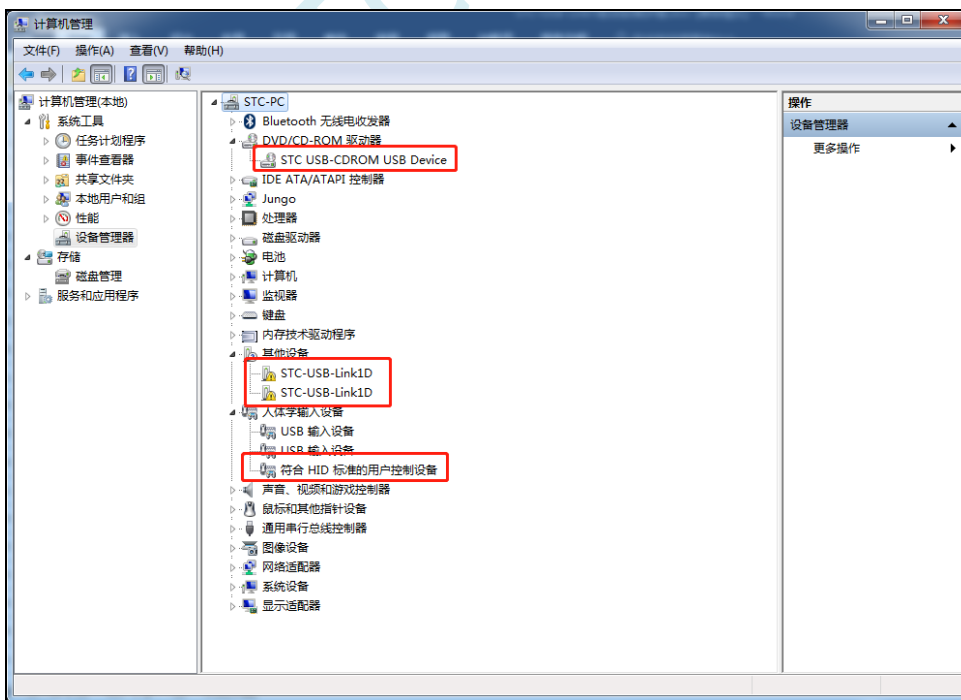 计算机管理
文件(F) 操作(A) 查看(V) 帮助(H)
计算机管理(本地)
系统工具
任务计划程序
事件查看器
共享文件夹
本地用户和组
性能
设备管理器
存储
磁盘管理
服务和应用程序
STC-PC
Bluetooth 无线电收发器
DVD/CD-ROM 驱动器
STC USB-CDROM USB Device
IDE ATA/ATAPI 控制器
Jungo
处理器
磁盘驱动器
电池
计算机
监视器
键盘
内存技术驱动程序
其他设备
STC-USB-Link1D
STC-USB-Link1D
人体学输入设备
USB 输入设备
USB 输入设备
符合 HID 标准的用户控制设备
声音、视频和游戏控制器
鼠标和其他指针设备
通用串行总线控制器
图像设备
网络适配器
系统设备
显示适配器
操作
设备管理器
更多操作